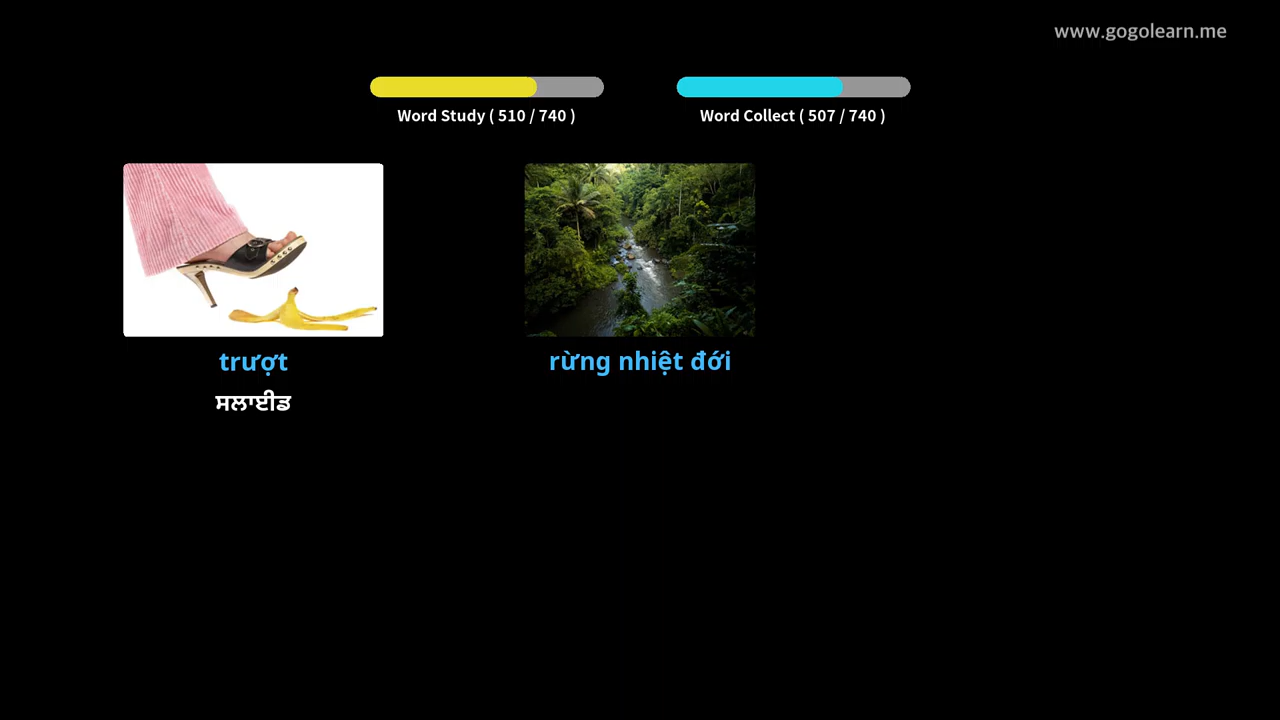 www.gogolearn.me
Word Study ( 510 / 740 )
Word Collect ( 507 / 740 )
trượt
rừng nhiệt đới
ਸਲਾਈਡ